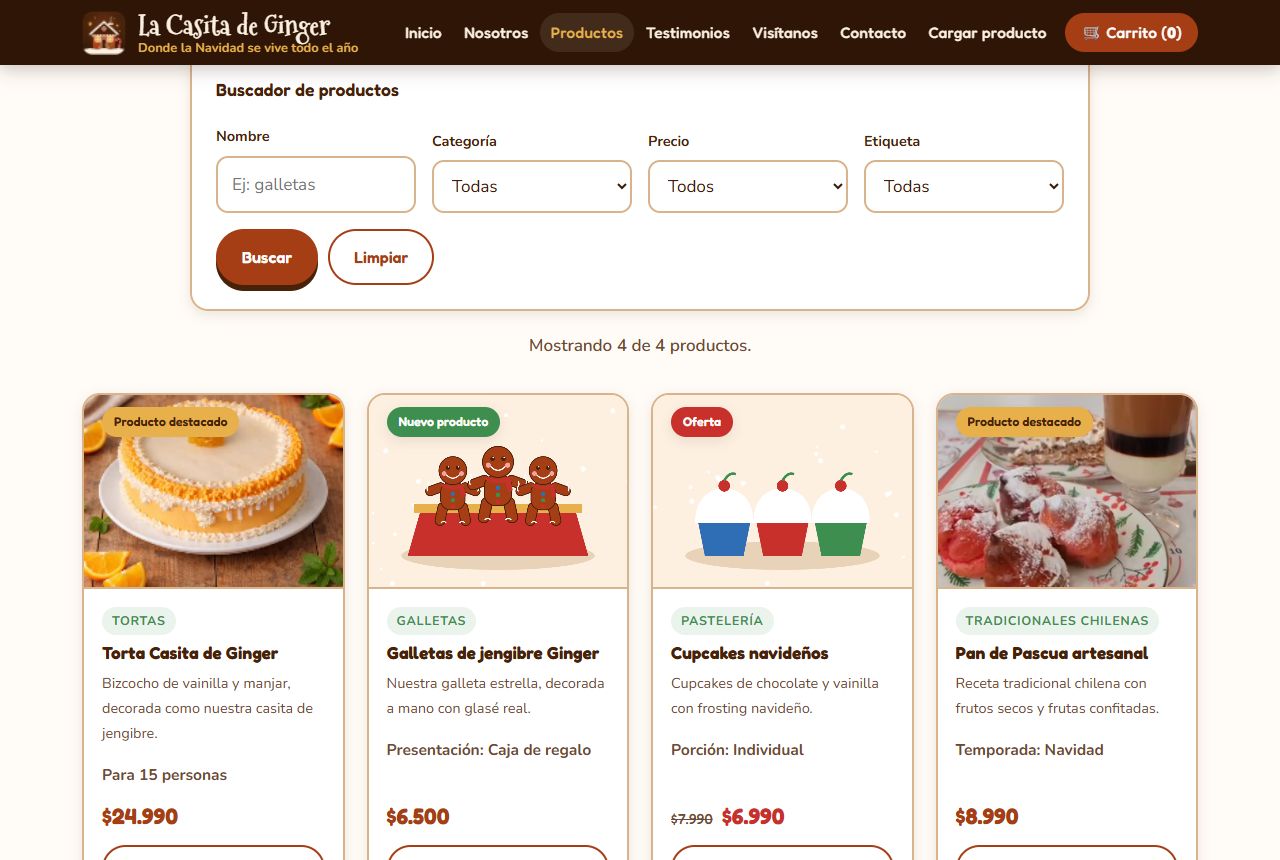 La Casita de Ginger
Donde la Navidad se vive todo el año
Inicio Nosotros Productos Testimonios Visítanos Contacto Cargar producto Carrito (0)
Buscador de productos
Nombre Categoría Precio Etiqueta
Ej: galletas Todas Todos Todas
Buscar Limpiar
Mostrando 4 de 4 productos.
Producto destacado
TORTAS
Torta Casita de Ginger
Bizcocho de vainilla y manjar,
decorada como nuestra casita de
jengibre.
Para 15 personas
$24.990
Nuevo producto
GALLETAS
Galletas de jengibre Ginger
Nuestra galleta estrella, decorada
a mano con glasé real.
Presentación: Caja de regalo
$6.500
Oferta
PASTELERÍA
Cupcakes navideños
Cupcakes de chocolate y vainilla
con frosting navideño.
Porción: Individual
$7.990 $6.990
Producto destacado
10
TRADICIONALES CHILENAS
Pan de Pascua artesanal
Receta tradicional chilena con
frutos secos y frutas confitadas.
Temporada: Navidad
$8.990